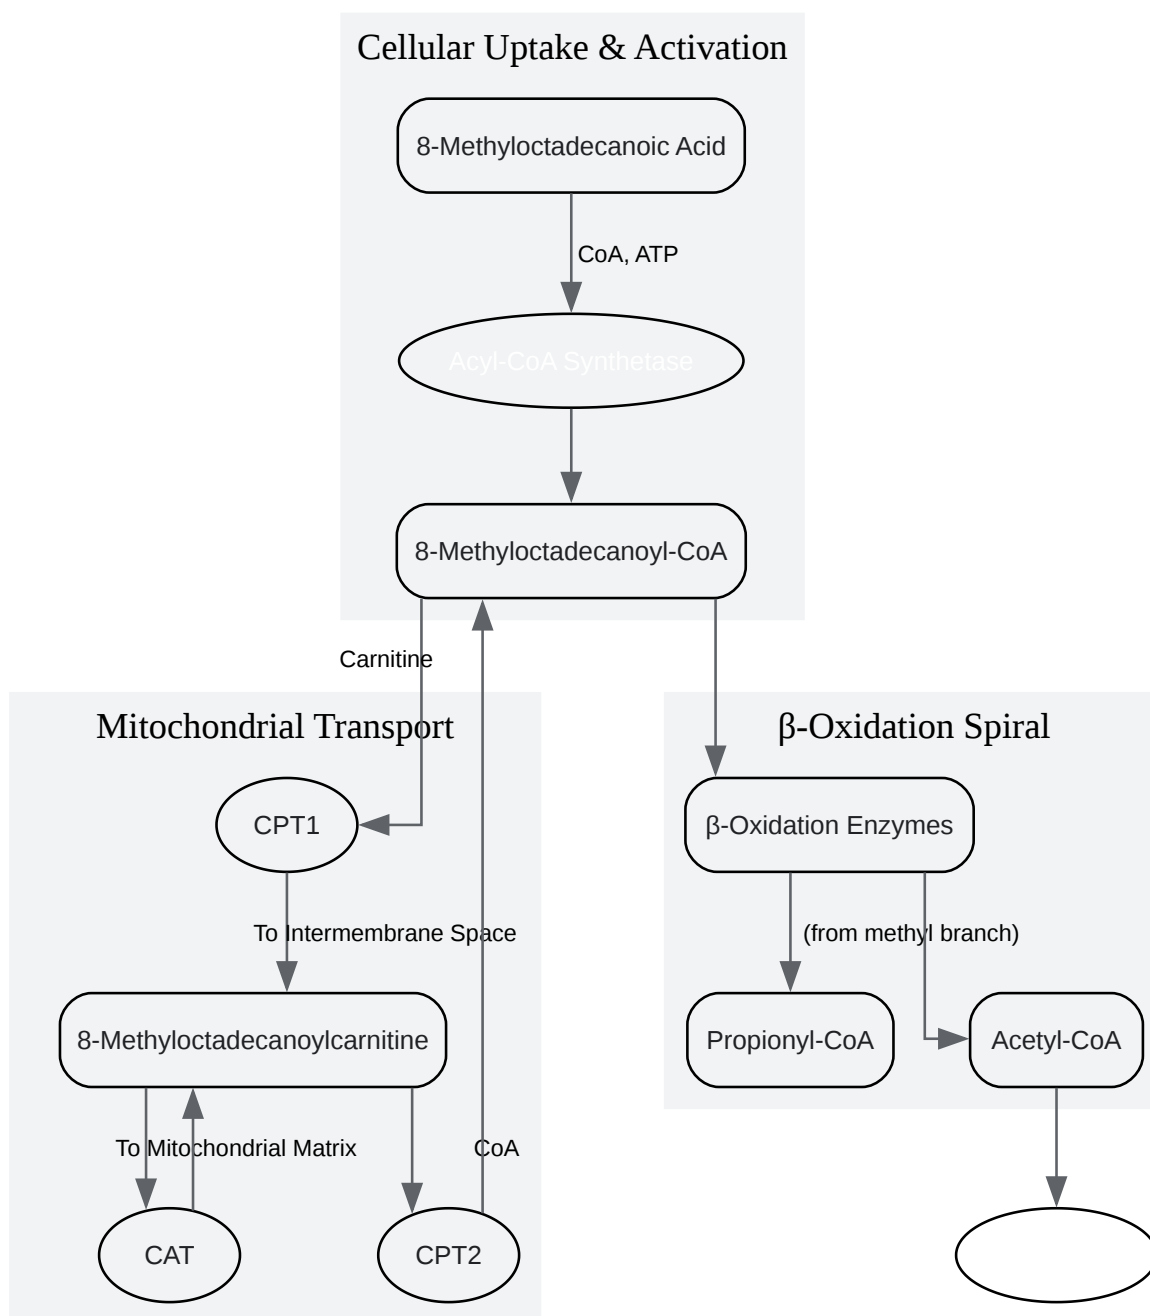 Cellular Uptake & Activation
8-Methyloctadecanoic Acid
CoA, ATP
Acyl-CoA Synthetase
8-Methyloctadecanoyl-CoA
Carnitine
Mitochondrial Transport
β-Oxidation Spiral
CPT1
β-Oxidation Enzymes
To Intermembrane Space
(from methyl branch)
8-Methyloctadecanoylcarnitine
Propionyl-CoA
Acetyl-CoA
To Mitochondrial Matrix
CoA
CAT
CPT2